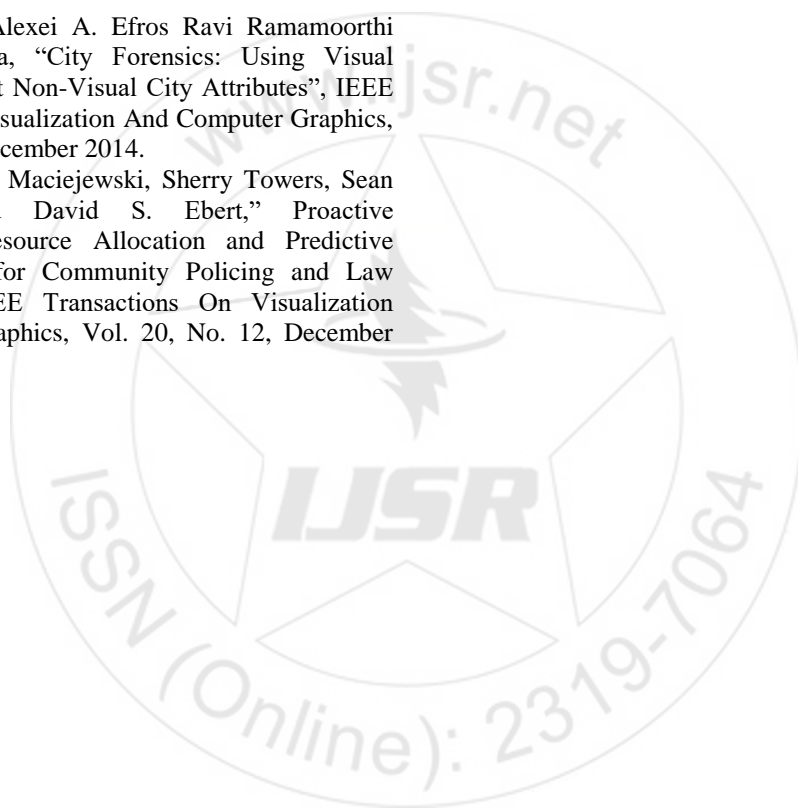 Alexei A. Efros Ravi Ramamoorthi
a, “City Forensics: Using Visual
t Non-Visual City Attributes”, IEEE
isualization And Computer Graphics,
cember 2014.
Maciejewski, Sherry Towers, Sean
David S. Ebert,” Proactive
esource Allocation and Predictive
for Community Policing and Law
EE Transactions On Visualization
aphics, Vol. 20, No. 12, December
www.ijsr.net
IJSR
ISSN (Online): 2319-7064